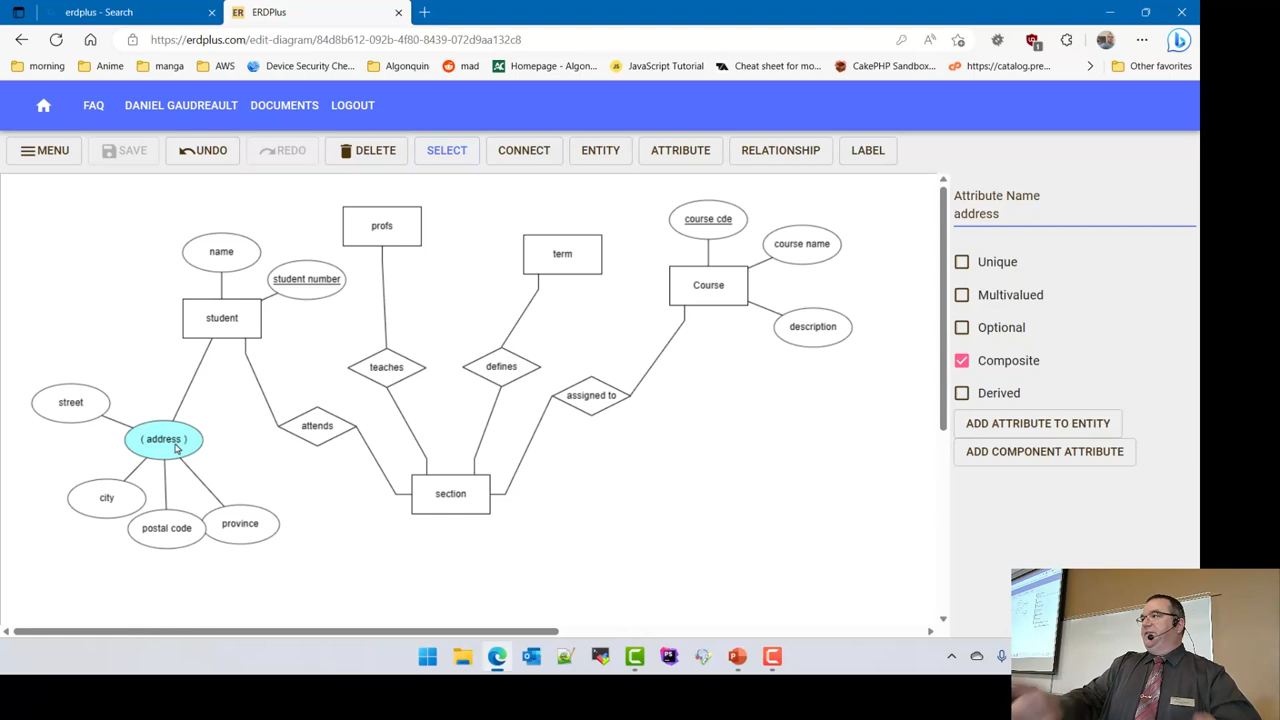 erdplus - Search
ERDPlus
https://erdplus.com/edit-diagram/84d8b612-092b-4f80-8439-072d9aa132c8
morning
Anime
manga
AWS
Device Security Che...
Algonquin
mad
Homepage - Algon...
JavaScript Tutorial
Cheat sheet for mo...
CakePHP Sandbox...
https://catalog.pre...
Other favorites
FAQ
DANIEL GAUDREAULT
DOCUMENTS
LOGOUT
MENU
SAVE
UNDO
REDO
DELETE
SELECT
CONNECT
ENTITY
ATTRIBUTE
RELATIONSHIP
LABEL
Attribute Name
address
Unique
Multivalued
Optional
Composite
Derived
ADD ATTRIBUTE TO ENTITY
ADD COMPONENT ATTRIBUTE
course cde
profs
name
course name
term
student number
Course
student
description
teaches
defines
assigned to
street
attends
( address )
section
city
province
postal code